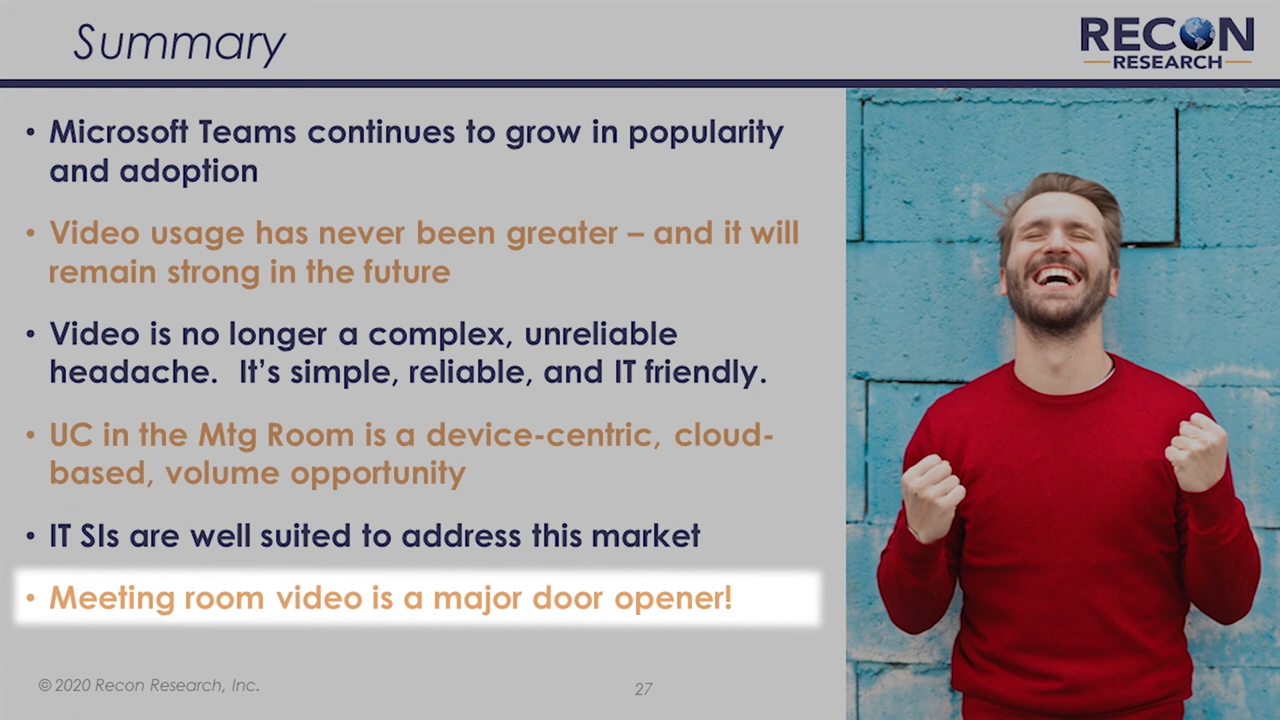 Summary
RECON
RESEARCH
• Microsoft Teams continues to grow in popularity
and adoption
• Video usage has never been greater – and it will
remain strong in the future
• Video is no longer a complex, unreliable
headache.  It’s simple, reliable, and IT friendly.
• UC in the Mtg Room is a device-centric, cloud-
based, volume opportunity
• IT SIs are well suited to address this market
• Meeting room video is a major door opener!
© 2020 Recon Research, Inc.
27